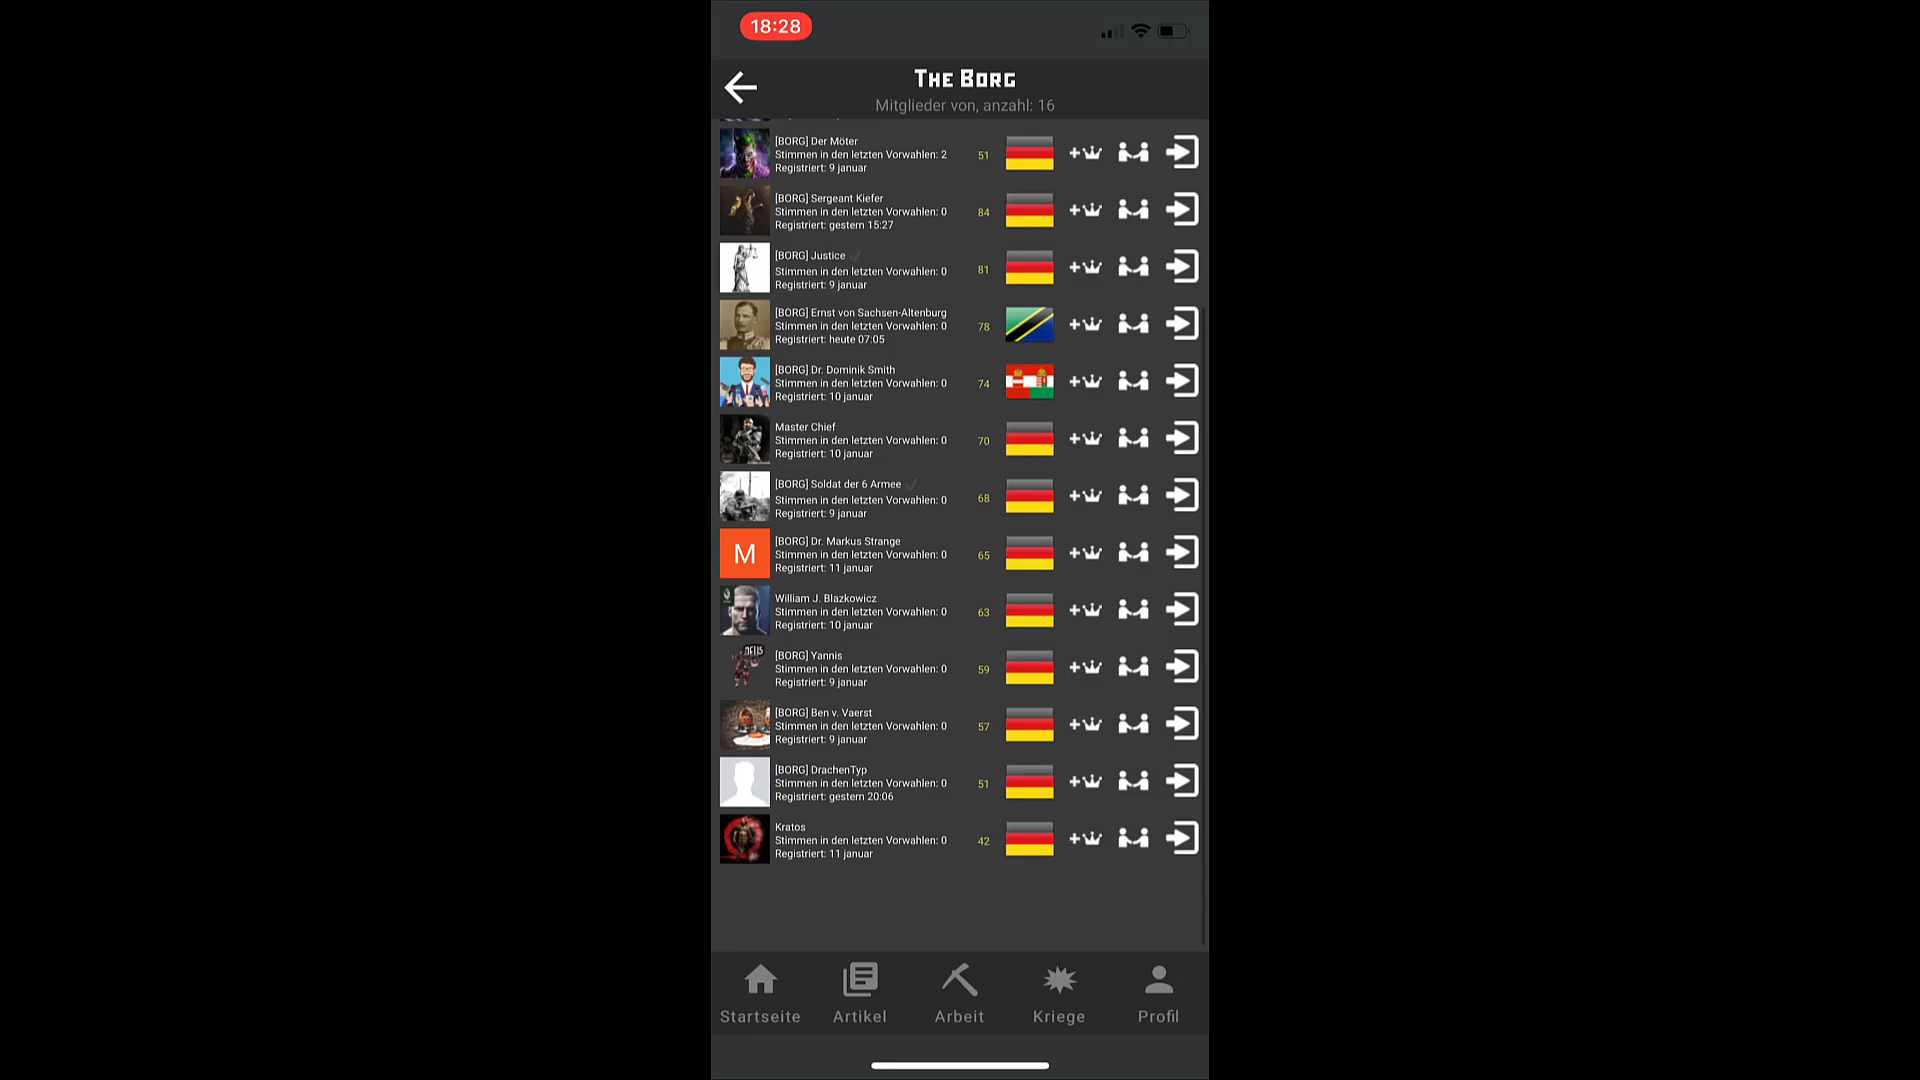 18:28
The Borg
Mitglieder von, anzahl: 16
[BORG] Der Möter
Stimmen in den letzten Vorwahlen: 2
Registriert: 9 januar
51
[BORG] Sergeant Kiefer
Stimmen in den letzten Vorwahlen: 0
Registriert: gestern 15:27
84
[BORG] Justice
Stimmen in den letzten Vorwahlen: 0
Registriert: 9 januar
81
[BORG] Ernst von Sachsen-Altenburg
Stimmen in den letzten Vorwahlen: 0
Registriert: heute 07:05
78
[BORG] Dr. Dominik Smith
Stimmen in den letzten Vorwahlen: 0
Registriert: 10 januar
74
Master Chief
Stimmen in den letzten Vorwahlen: 0
Registriert: 10 januar
70
[BORG] Soldat der 6 Armee
Stimmen in den letzten Vorwahlen: 0
Registriert: 9 januar
68
M
[BORG] Dr. Markus Strange
Stimmen in den letzten Vorwahlen: 0
Registriert: 11 januar
65
William J. Blazkowicz
Stimmen in den letzten Vorwahlen: 0
Registriert: 10 januar
63
[BORG] Yannis
Stimmen in den letzten Vorwahlen: 0
Registriert: 9 januar
59
[BORG] Ben v. Vaerst
Stimmen in den letzten Vorwahlen: 0
Registriert: 9 januar
57
[BORG] DrachenTyp
Stimmen in den letzten Vorwahlen: 0
Registriert: gestern 20:06
51
Kratos
Stimmen in den letzten Vorwahlen: 0
Registriert: 11 januar
42
Startseite
Artikel
Arbeit
Kriege
Profil